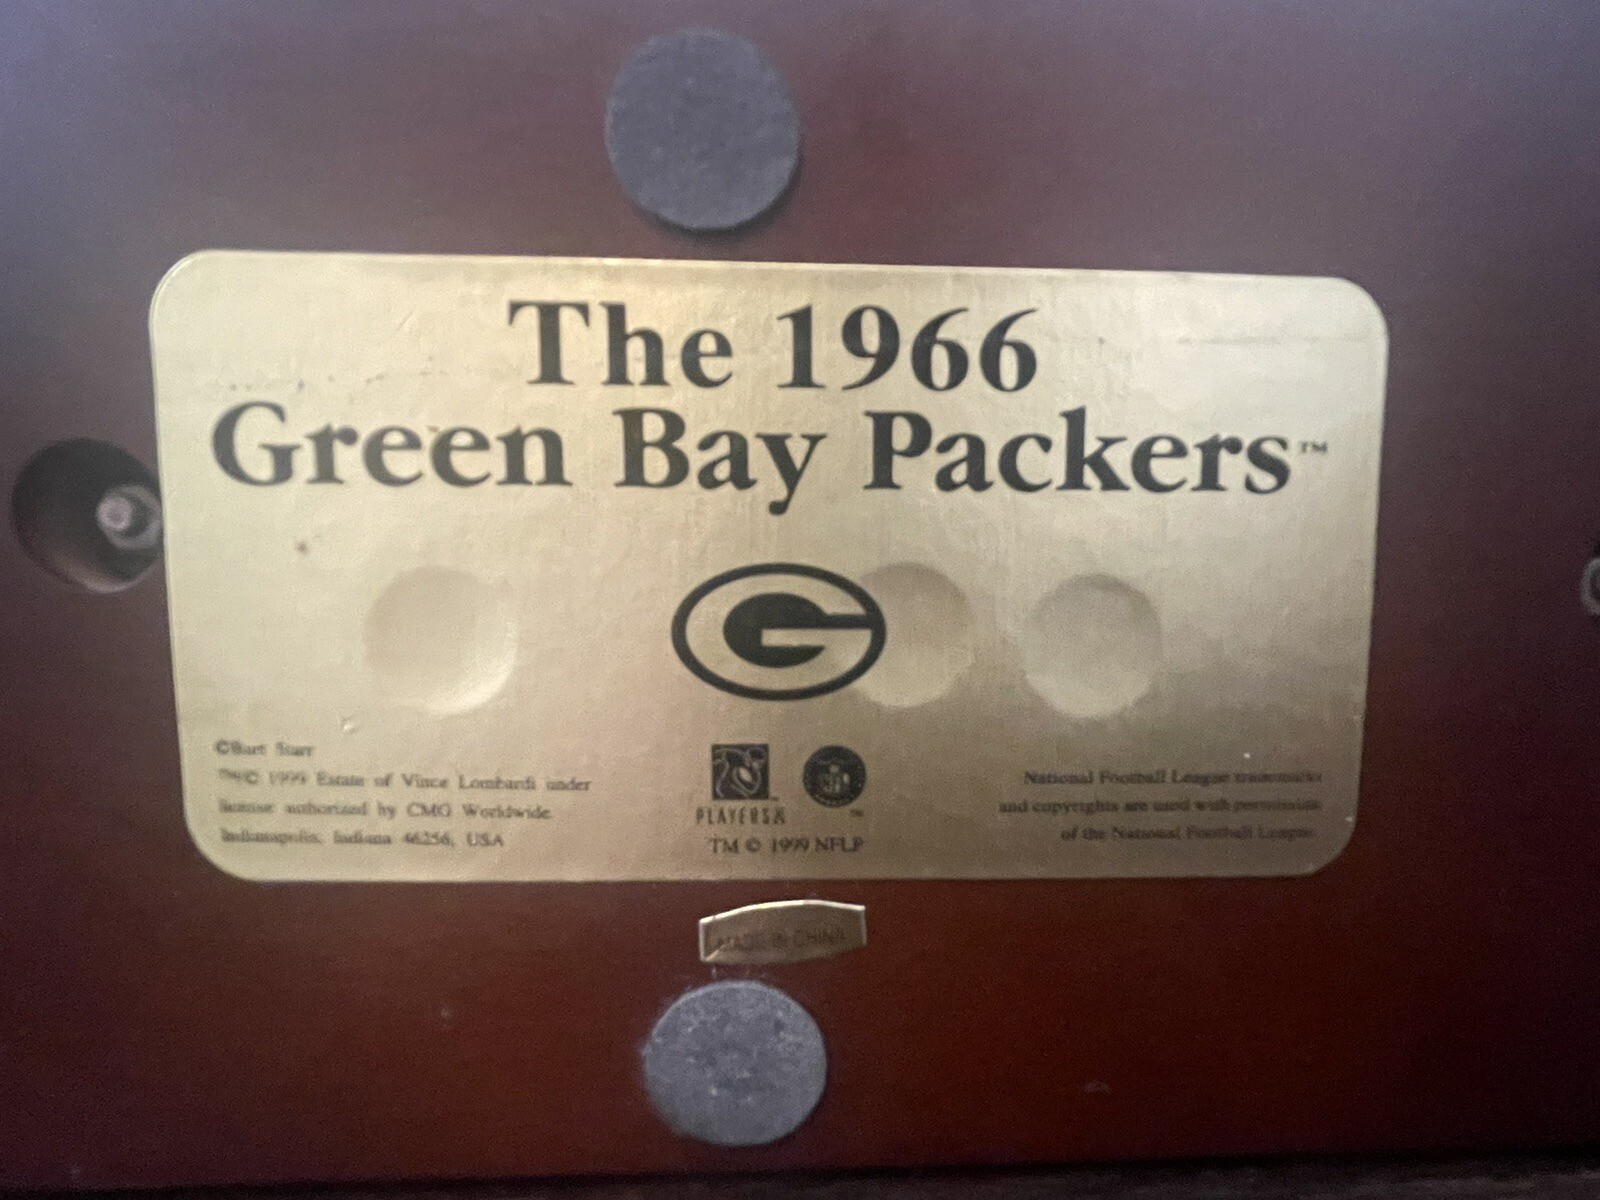 The 1966
Green Bay Packers™
G
©Bart Starr
™© 1999 Estate of Vince Lombardi under
license authorized by CMG Worldwide
Indianapolis, Indiana 46256, USA
PLAYERS
NFL
™
TM © 1999 NFLP
National Football League trademarks
and copyrights are used with permission
of the National Football League.
MADE IN CHINA